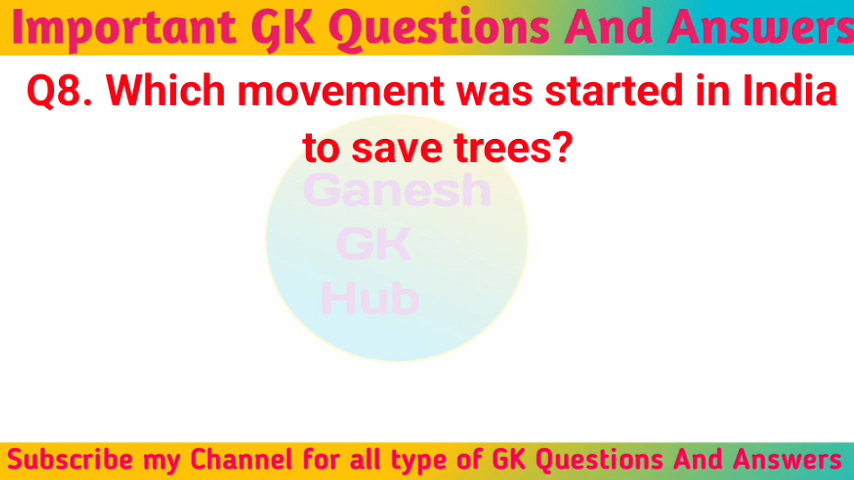 Important GK Questions And Answers
Q8. Which movement was started in India
to save trees?
Ganesh
GK
Hub
Subscribe my Channel for all type of GK Questions And Answers